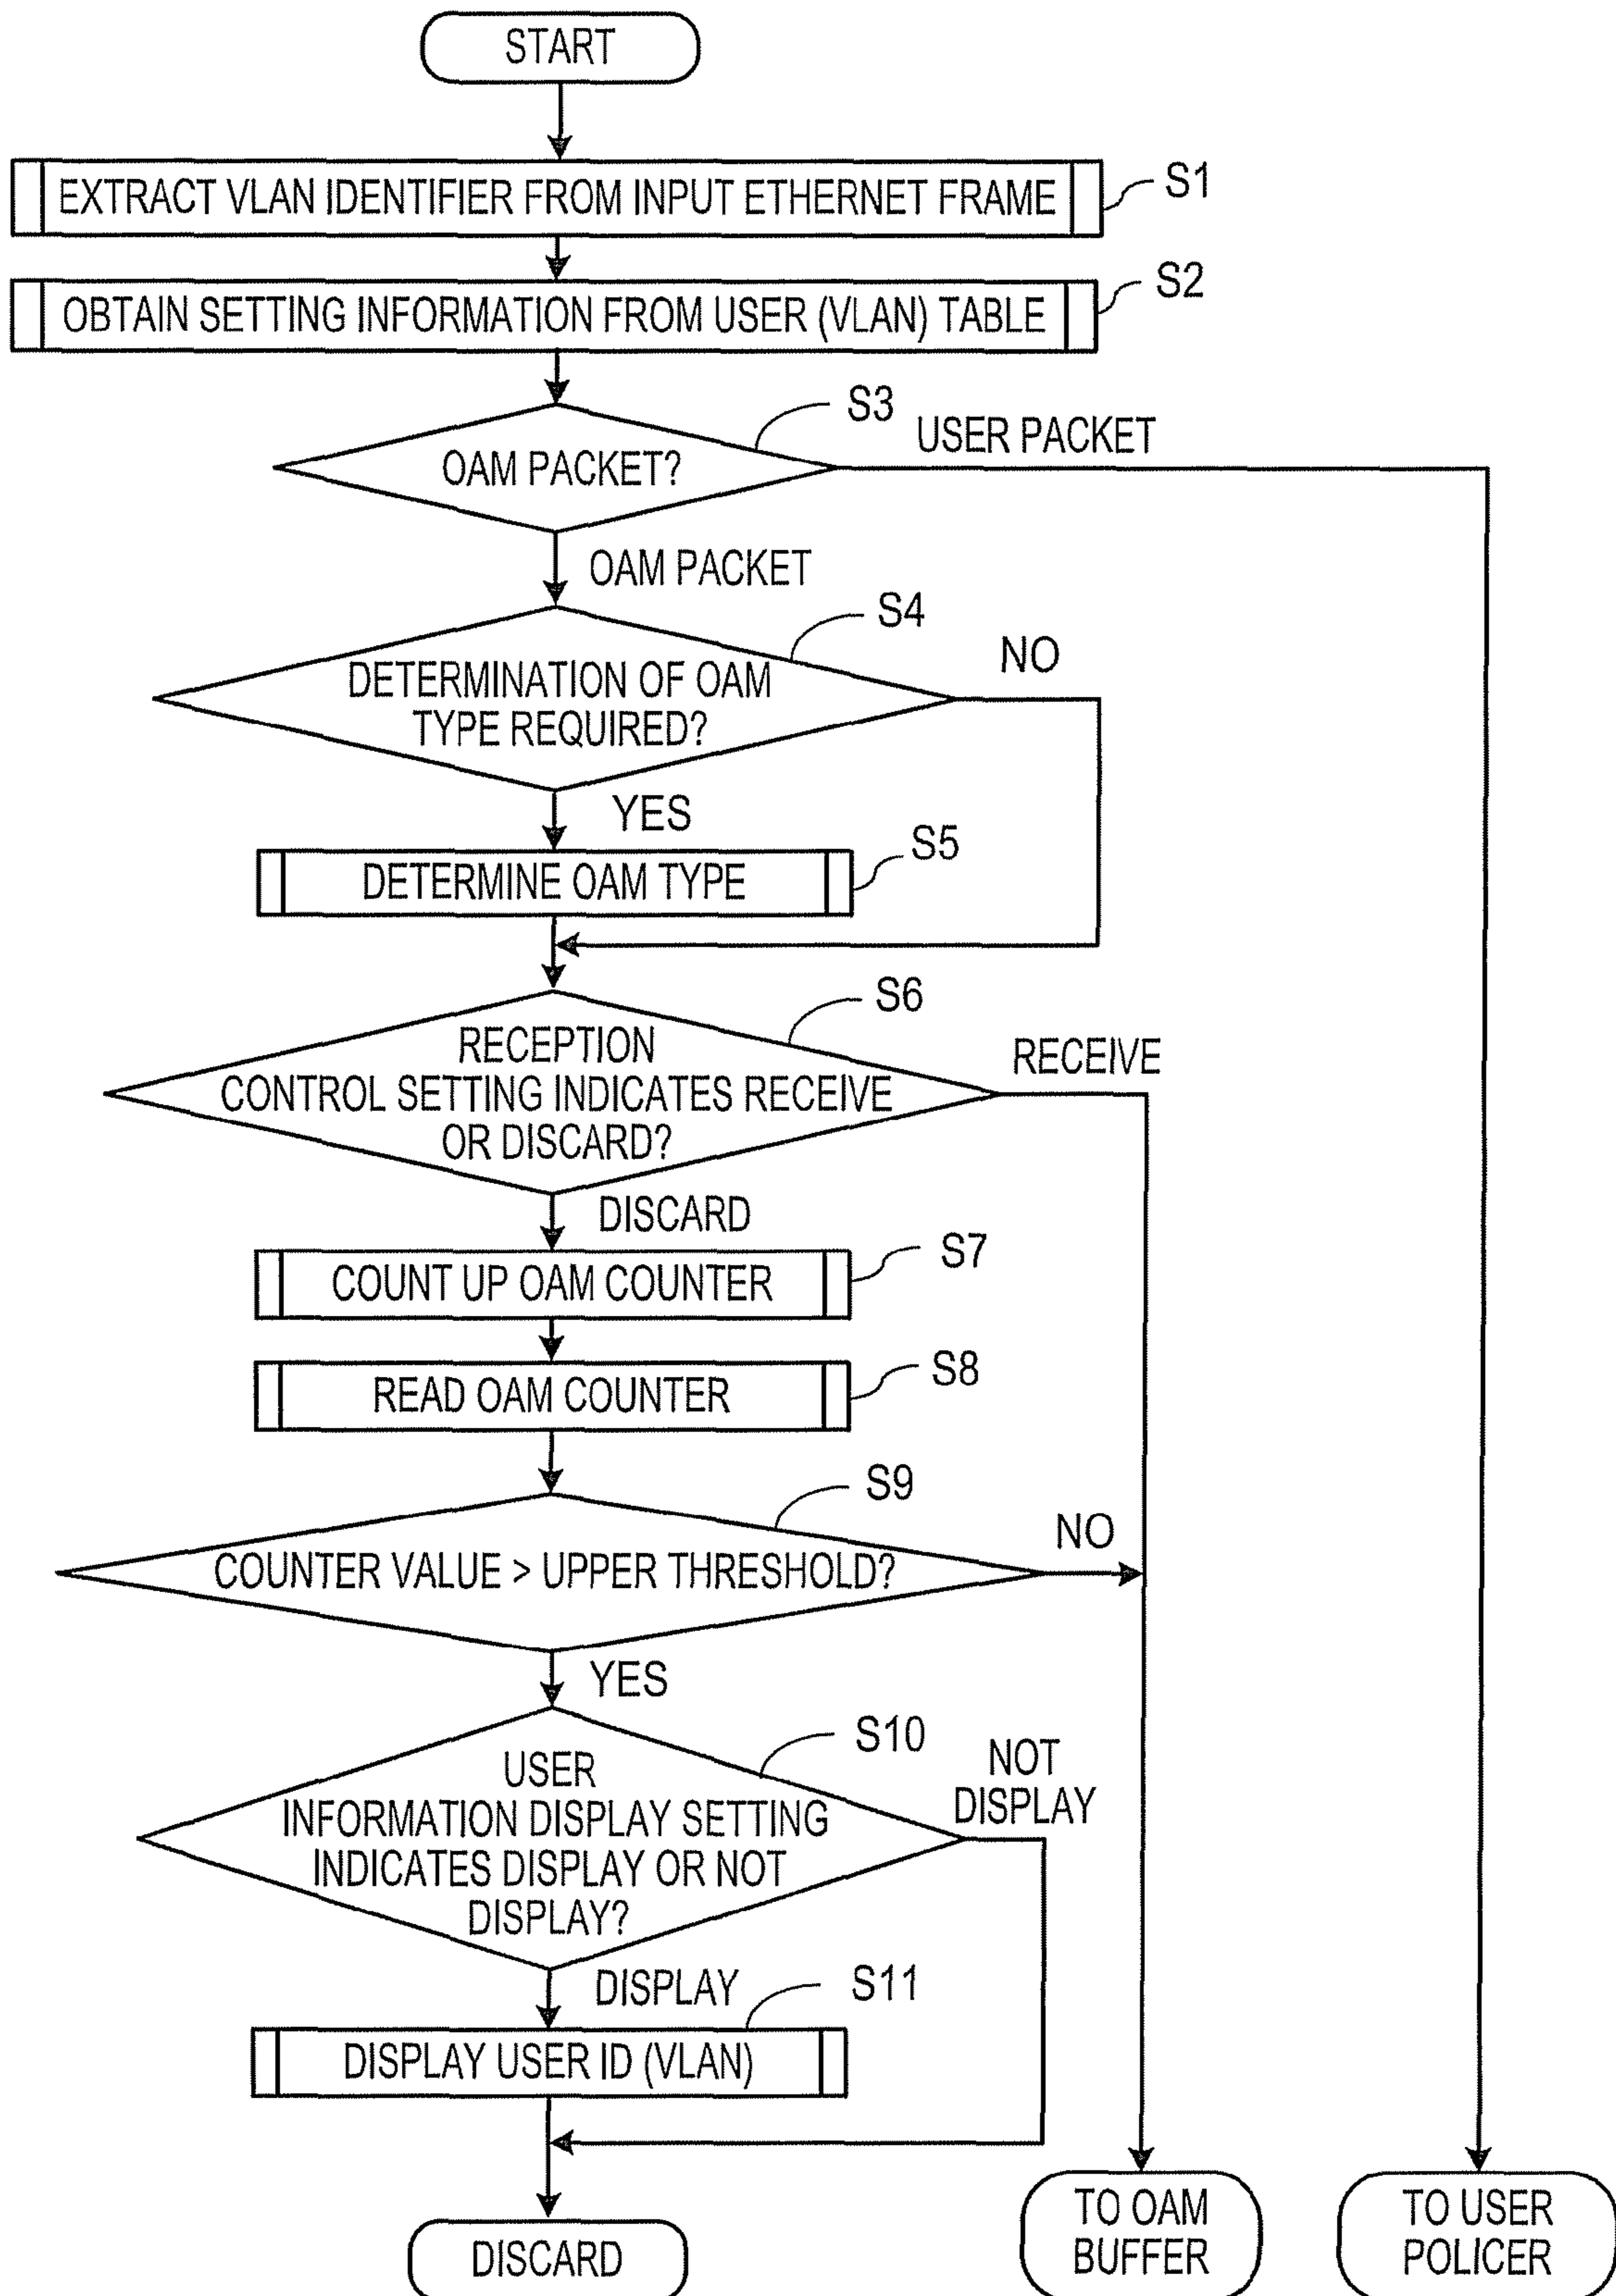 START
EXTRACT VLAN IDENTIFIER FROM INPUT ETHERNET FRAME
S1
OBTAIN SETTING INFORMATION FROM USER (VLAN) TABLE
S2
S3
USER PACKET
OAM PACKET?
OAM PACKET
S4
NO
DETERMINATION OF OAM
TYPE REQUIRED?
YES
S5
DETERMINE OAM TYPE
S6
RECEPTION
CONTROL SETTING INDICATES RECEIVE
OR DISCARD?
RECEIVE
DISCARD
S7
COUNT UP OAM COUNTER
S8
READ OAM COUNTER
S9
NO
COUNTER VALUE > UPPER THRESHOLD?
YES
S10
NOT
DISPLAY
USER
INFORMATION DISPLAY SETTING
INDICATES DISPLAY OR NOT
DISPLAY?
DISPLAY
S11
DISPLAY USER ID (VLAN)
DISCARD
TO OAM
BUFFER
TO USER
POLICER